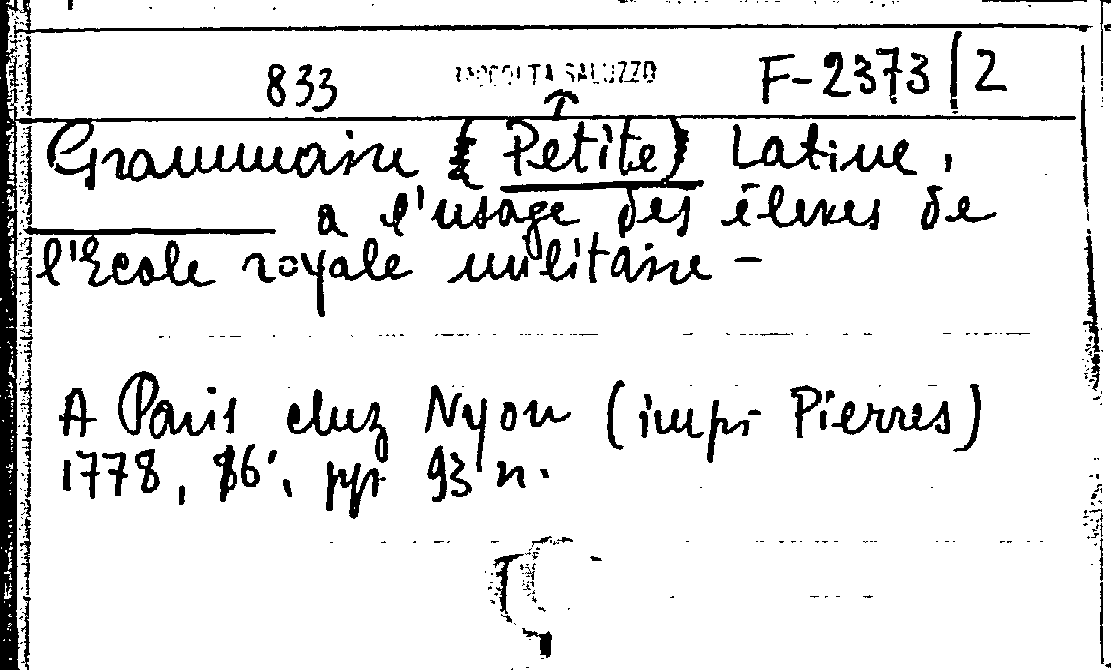 833 RACCOLTA SALUZZO F-2373/2
Grammaire (Petite) Latine,
a l'usage des élèves de
l'Ecole royale militaire -
A Paris chez Nyon (impr Pierres)
1778, 16°, pp 93 n.